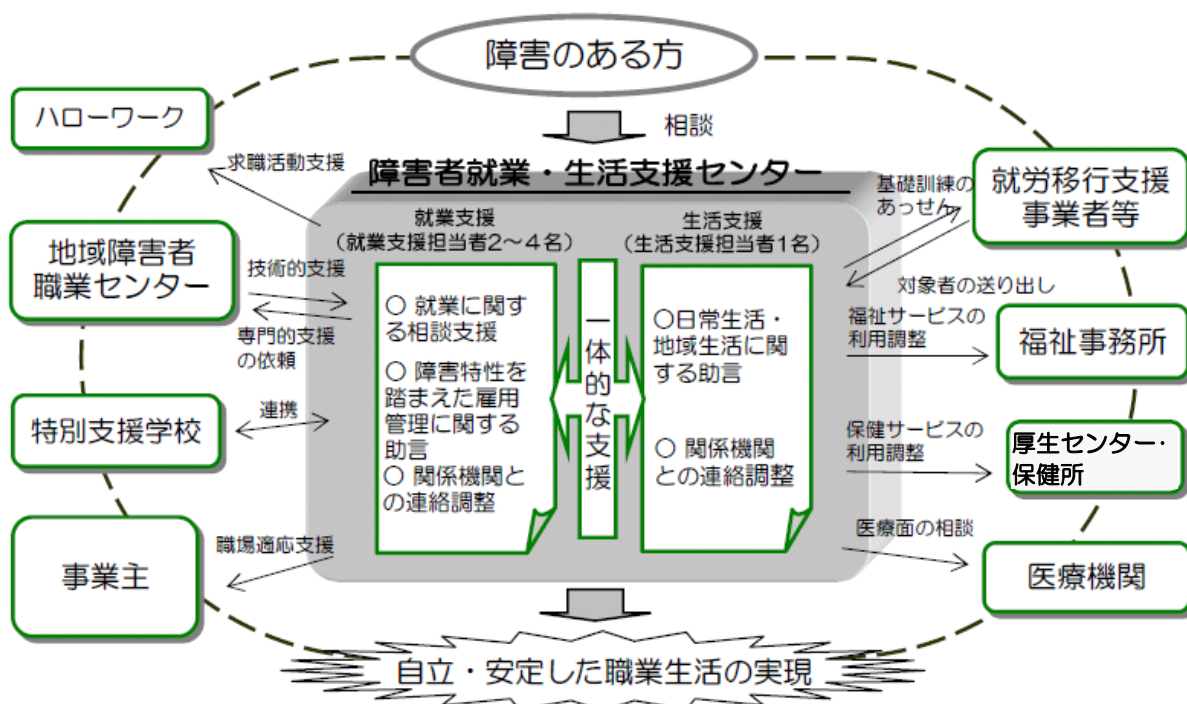 障害のある方
相談
ハローワーク
求職活動支援
地域障害者
職業センター
技術的支援
専門的支援
の依頼
特別支援学校
連携
事業主
職場適応支援
障害者就業・生活支援センター
就業支援
（就業支援担当者2～4名）
○ 就業に関す
る相談支援
○ 障害特性を
踏まえた雇用
管理に関する
助言
○ 関係機関と
の連絡調整
一体的な支援
生活支援
（生活支援担当者1名）
○日常生活・
地域生活に関
する助言
○ 関係機関
との連絡調整
基礎訓練の
あっせん
就労移行支援
事業者等
対象者の送り出し
福祉サービスの
利用調整
福祉事務所
保健サービスの
利用調整
厚生センター・
保健所
医療面の相談
医療機関
自立・安定した職業生活の実現